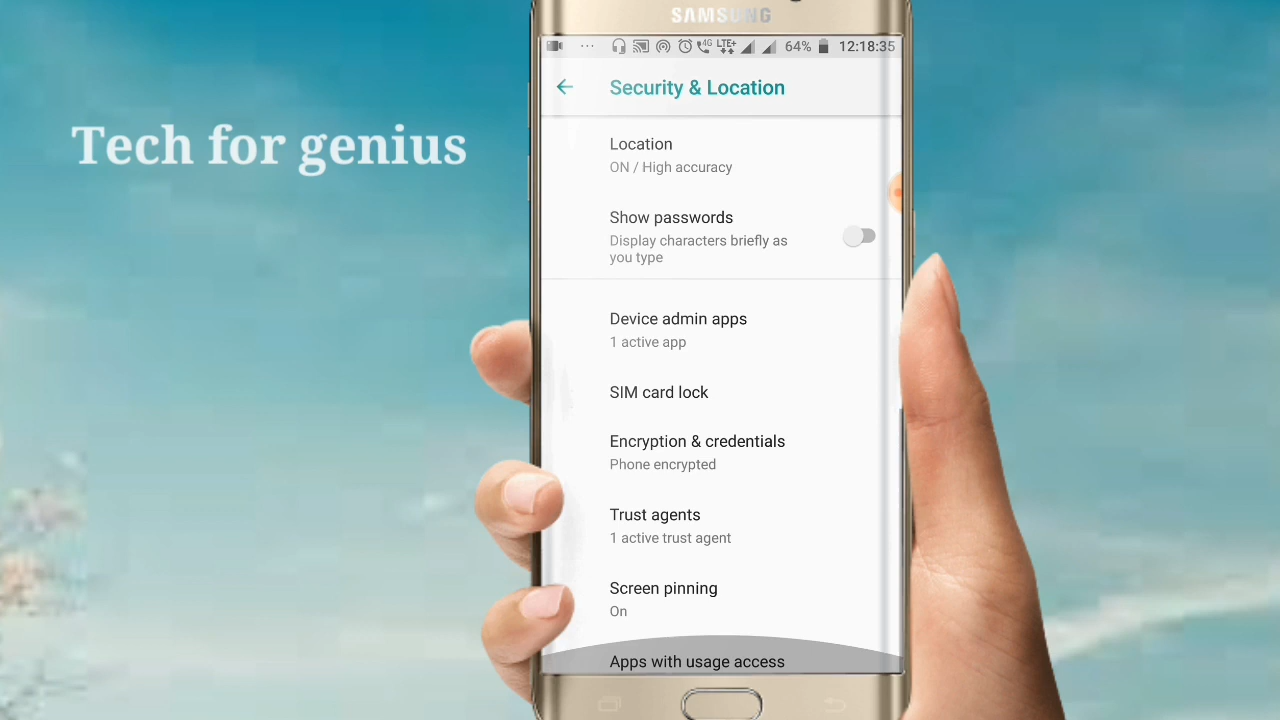 SAMSUNG
4G LTE+ 64% 12:18:35
Security & Location
Tech for genius
Location
ON / High accuracy
Show passwords
Display characters briefly as
you type
Device admin apps
1 active app
SIM card lock
Encryption & credentials
Phone encrypted
Trust agents
1 active trust agent
Screen pinning
On
Apps with usage access